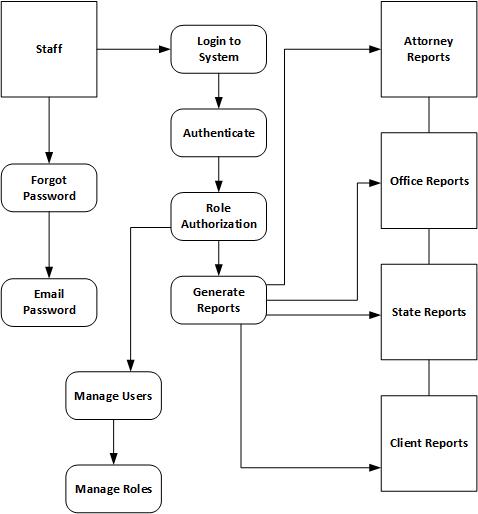 Staff
Login to
System
Attorney
Reports
Authenticate
Forgot
Password
Role
Authorization
Office Reports
Email
Password
Generate
Reports
State Reports
Manage Users
Client Reports
Manage Roles